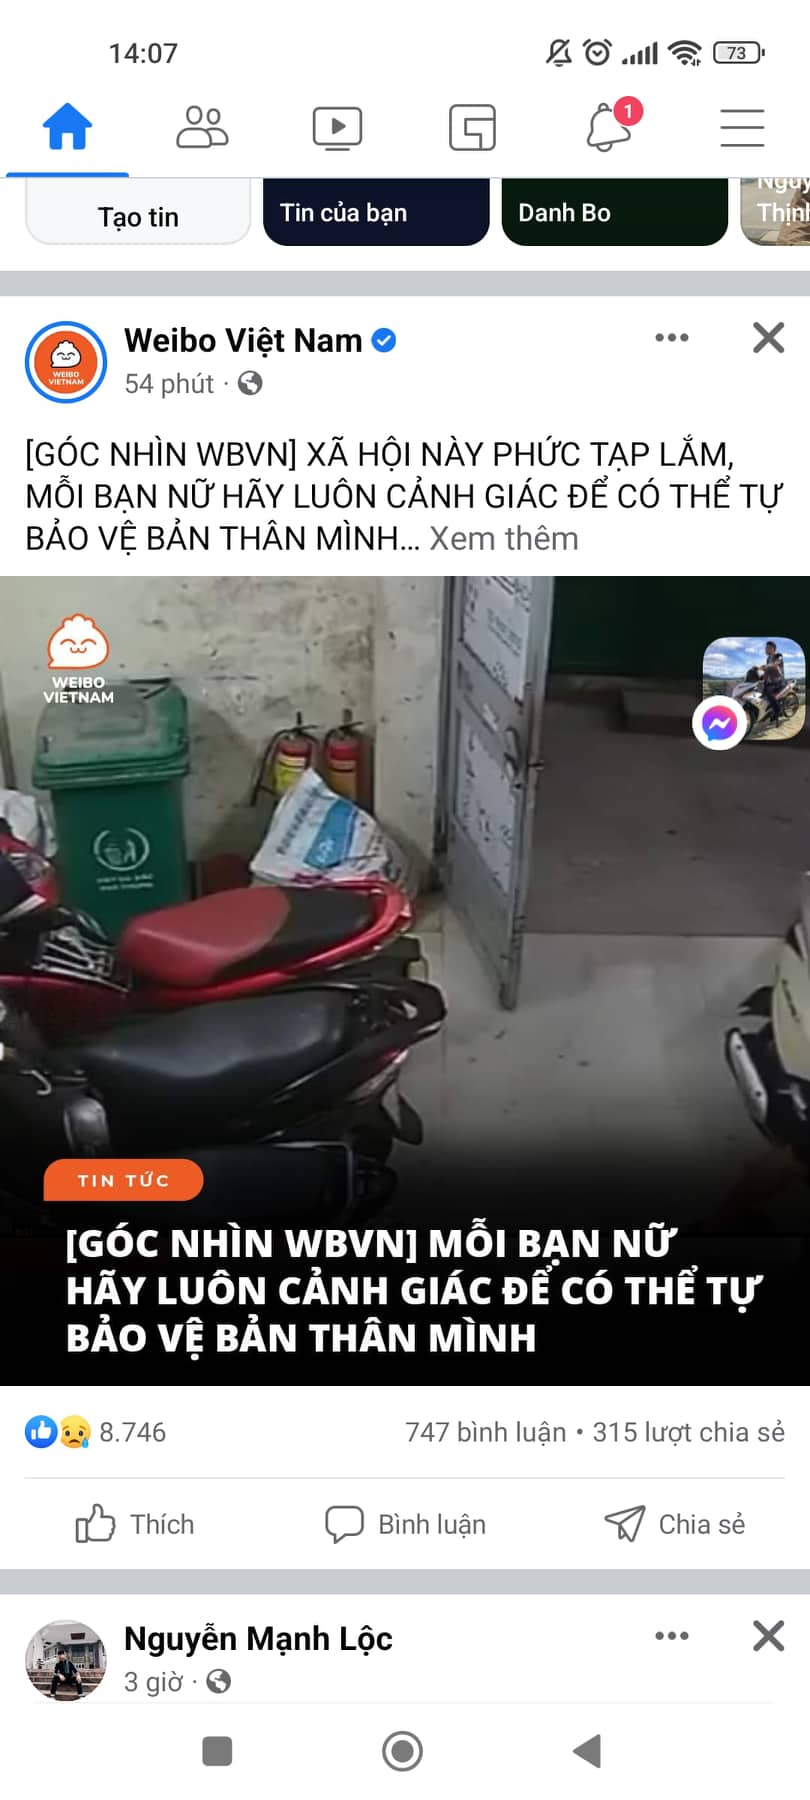 14:07
73
1
Tạo tin
Tin của bạn
Danh Bo
Weibo Việt Nam
WEIBO
VIETNAM
54 phút ·
[GÓC NHÌN WBVN] XÃ HỘI NÀY PHỨC TẠP LẮM,
MỖI BẠN NỮ HÃY LUÔN CẢNH GIÁC ĐỂ CÓ THỂ TỰ
BẢO VỆ BẢN THÂN MÌNH... Xem thêm
WEIBO
VIETNAM
TIN TỨC
[GÓC NHÌN WBVN] MỖI BẠN NỮ
HÃY LUÔN CẢNH GIÁC ĐỂ CÓ THỂ TỰ
BẢO VỆ BẢN THÂN MÌNH
8.746
747 bình luận • 315 lượt chia sẻ
Thích
Bình luận
Chia sẻ
Nguyễn Mạnh Lộc
3 giờ ·